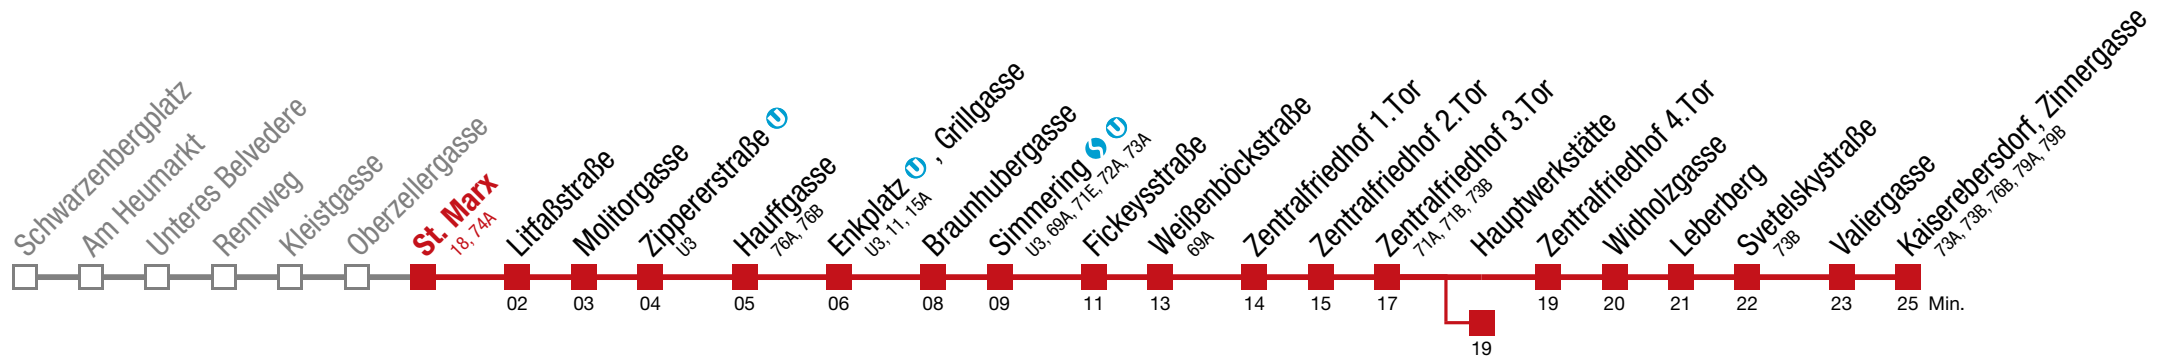 Schwarzenbergplatz
Am Heumarkt
Unteres Belvedere
Rennweg
Kleistgasse
Oberzellergasse
St. Marx
18, 74A
Litfaßstraße
02
Molitorgasse
03
Zippererstraße U
U3
04
Hauffgasse
76A, 76B
05
Enkplatz U , Grillgasse
U3, 11, 15A
06
Braunhubergasse
08
Simmering S U
U3, 69A, 71E, 72A, 73A
09
Fickeysstraße
11
Weißenböckstraße
69A
13
Zentralfriedhof 1.Tor
14
Zentralfriedhof 2.Tor
15
Zentralfriedhof 3.Tor
71A, 71B, 73B
17
Hauptwerkstätte
19
Zentralfriedhof 4.Tor
19
Widholzgasse
20
Leberberg
21
Svetelskystraße
73B
22
Valiergasse
23
Kaiserebersdorf, Zinnergasse
73A, 73B, 76B, 79A, 79B
25 Min.